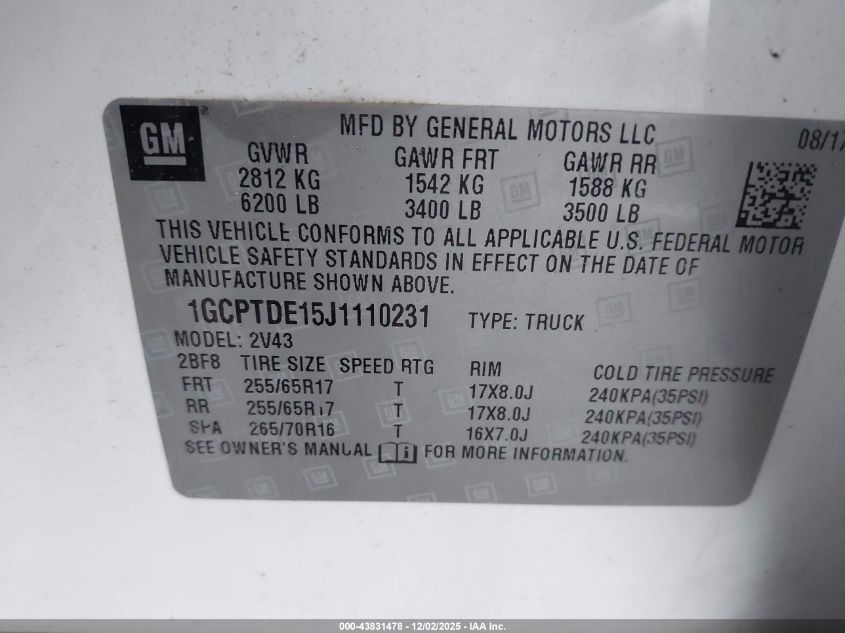 GM
MFD BY GENERAL MOTORS LLC 08/17
GVWR GAWR FRT GAWR RR
2812 KG 1542 KG 1588 KG
6200 LB 3400 LB 3500 LB
THIS VEHICLE CONFORMS TO ALL APPLICABLE U.S. FEDERAL MOTOR
VEHICLE SAFETY STANDARDS IN EFFECT ON THE DATE OF
MANUFACTURE SHOWN ABOVE.
1GCPTDE15J1110231 TYPE: TRUCK
MODEL: 2V43
2BF8 TIRE SIZE SPEED RTG RIM COLD TIRE PRESSURE
FRT 255/65R17 T 17X8.0J 240KPA(35PSI)
RR 255/65R17 T 17X8.0J 240KPA(35PSI)
SPA 265/70R16 T 16X7.0J 240KPA(35PSI)
SEE OWNER'S MANUAL i FOR MORE INFORMATION.
000-43831478 - 12/02/2025 - IAA Inc.